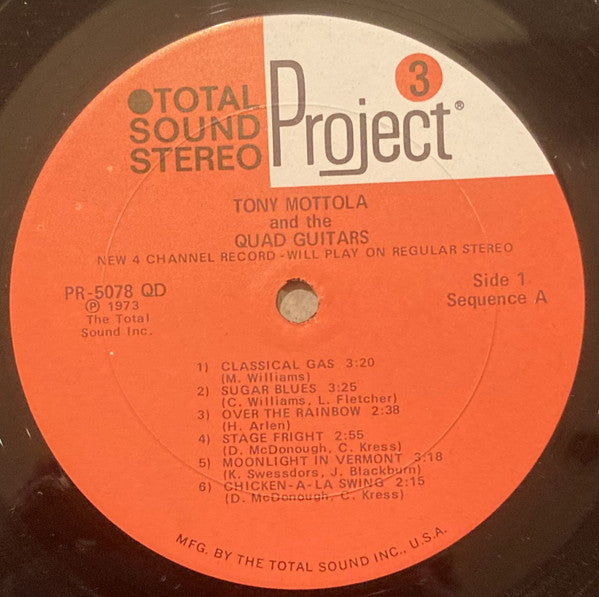 ●TOTAL
SOUND
STEREO
Project 3®
TONY MOTTOLA
and the
QUAD GUITARS
NEW 4 CHANNEL RECORD - WILL PLAY ON REGULAR STEREO
PR-5078 QD
Ⓟ 1973
The Total
Sound Inc.
Side 1
Sequence A
1) CLASSICAL GAS 3:20
(M. Williams)
2) SUGAR BLUES 3:25
(C. Williams, L. Fletcher)
3) OVER THE RAINBOW 2:38
(H. Arlen)
4) STAGE FRIGHT 2:55
(D. McDonough, C. Kress)
5) MOONLIGHT IN VERMONT 3:18
(K. Swessdors, J. Blackburn)
6) CHICKEN-A-LA SWING 2:15
(D. McDonough, C. Kress)
MFG. BY THE TOTAL SOUND INC., U.S.A.